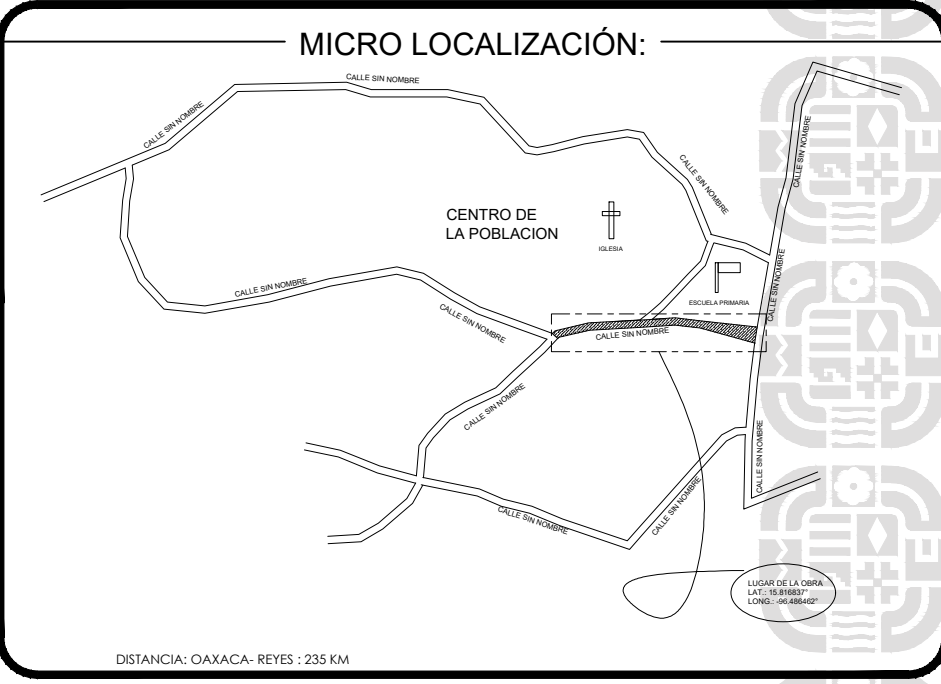 MICRO LOCALIZACIÓN:
CALLE SIN NOMBRE
CALLE SIN NOMBRE
CALLE SIN NOMBRE
CALLE SIN NOMBRE
CENTRO DE
LA POBLACION
IGLESIA
CALLE SIN NOMBRE
ESCUELA PRIMARIA
CALLE SIN NOMBRE
CALLE SIN NOMBRE
CALLE SIN NOMBRE
CALLE SIN NOMBRE
CALLE SIN NOMBRE
CALLE SIN NOMBRE
CALLE SIN NOMBRE
CALLE SIN NOMBRE
LUGAR DE LA OBRA
LAT.: 15.816837°
LONG.: -96.486462°
DISTANCIA: OAXACA- REYES : 235 KM